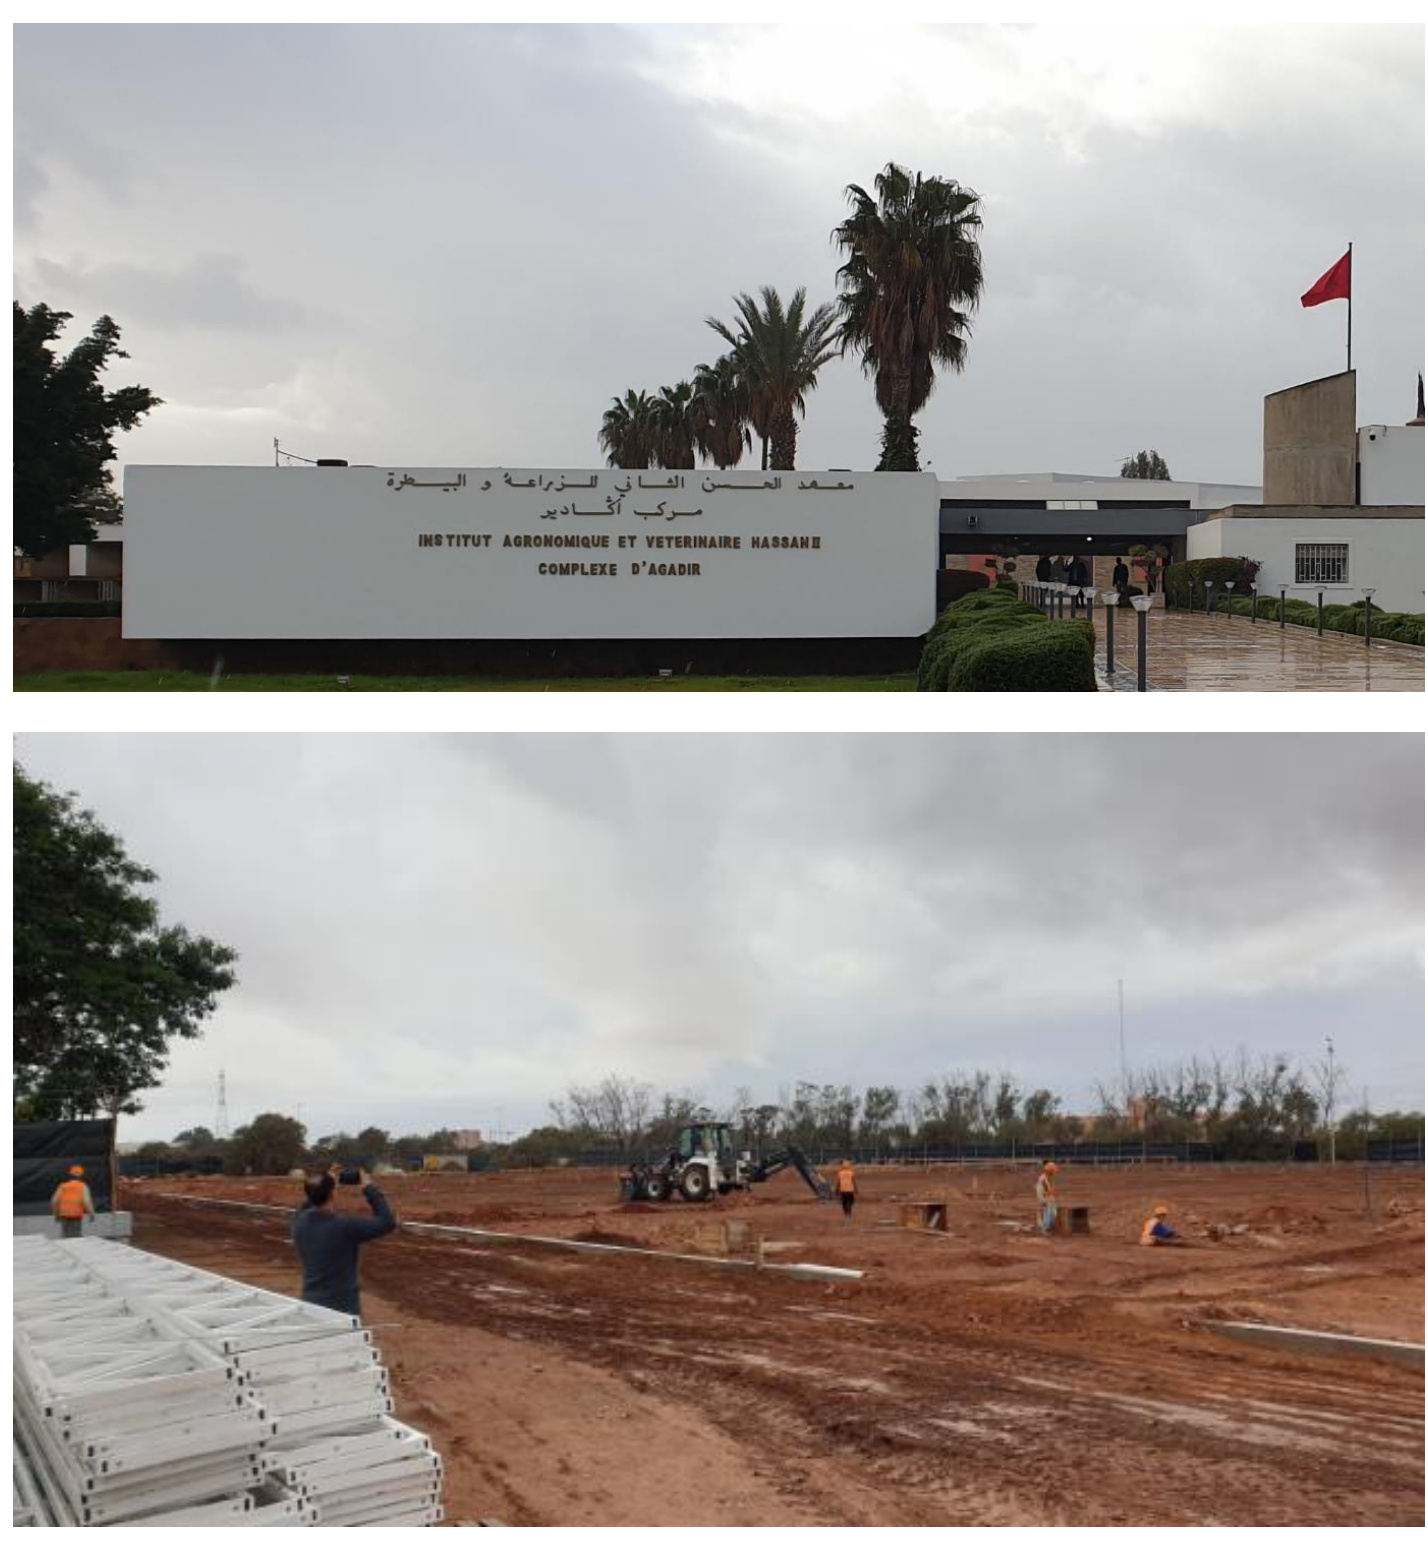 معهد الحسن الثاني للزراعة و البيطرة
مركب أكادير
INSTITUT AGRONOMIQUE ET VETERINAIRE HASSAN II
COMPLEXE D'AGADIR